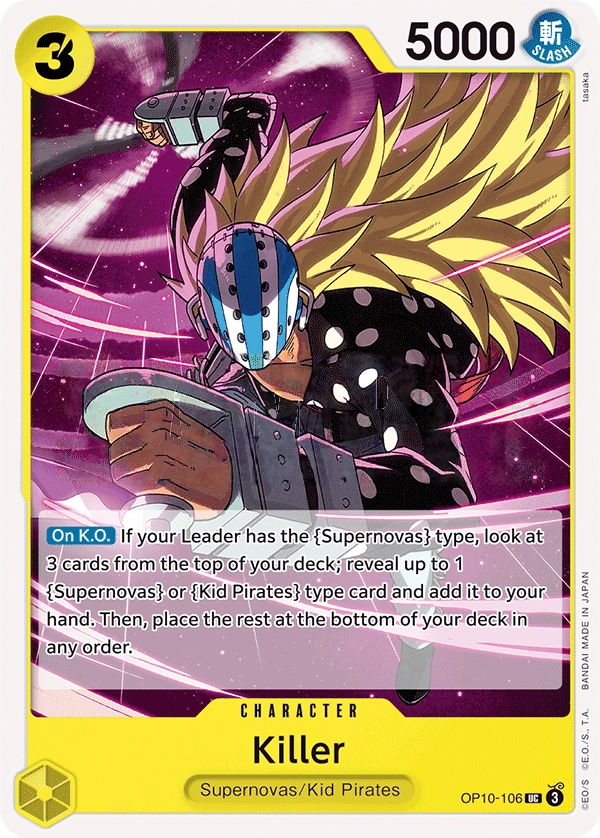 3
5000
斬
SLASH
tasaka
On K.O. If your Leader has the {Supernovas} type, look at
3 cards from the top of your deck; reveal up to 1
{Supernovas} or {Kid Pirates} type card and add it to your
hand. Then, place the rest at the bottom of your deck in
any order.
CHARACTER
Killer
Supernovas/Kid Pirates
OP10-106 UC 3
©EO/S ©E.O./S., T.A. BANDAI MADE IN JAPAN